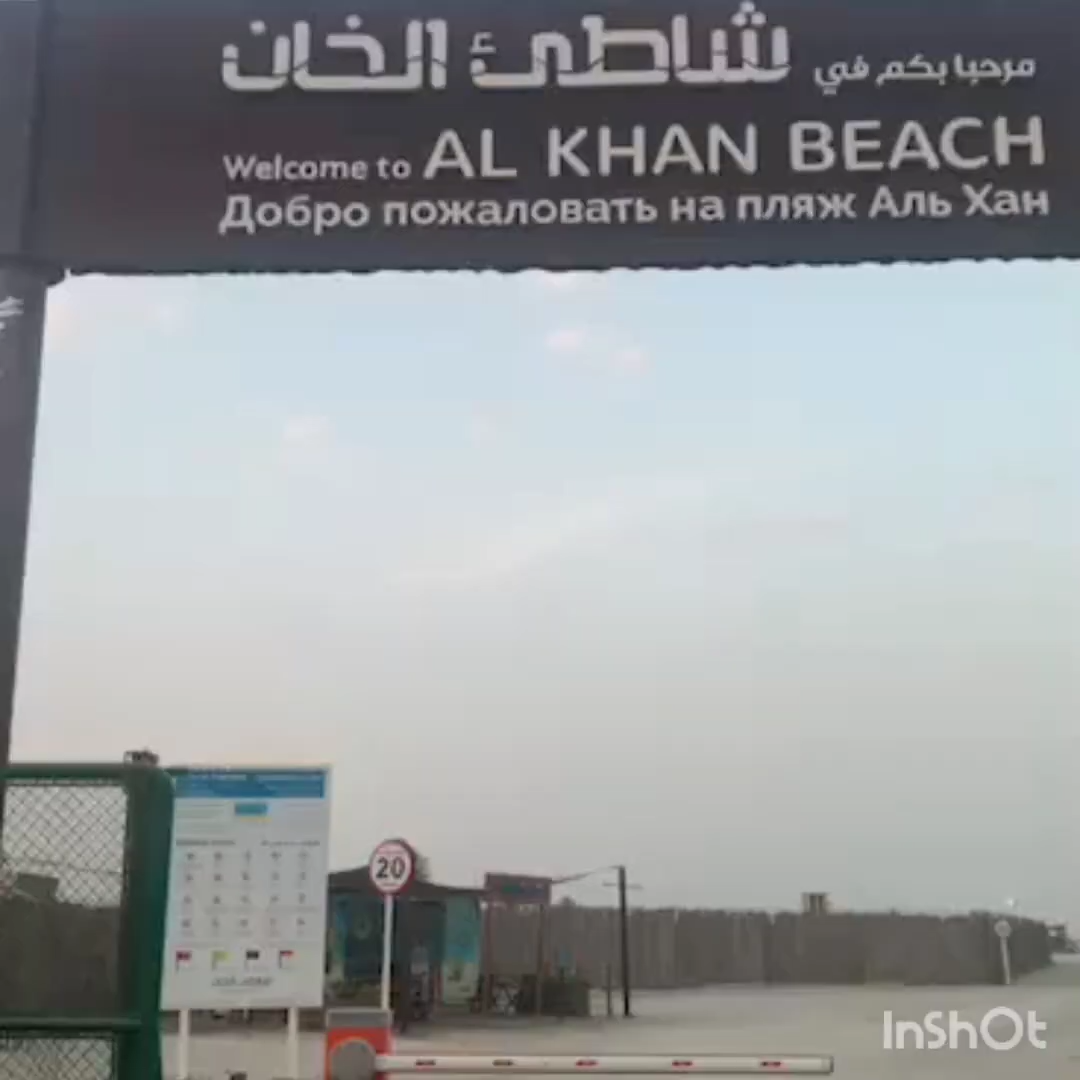 مرحبا بكم في شاطئ الخان
Welcome to AL KHAN BEACH
Добро пожаловать на пляж Аль Хан
20
InShOt